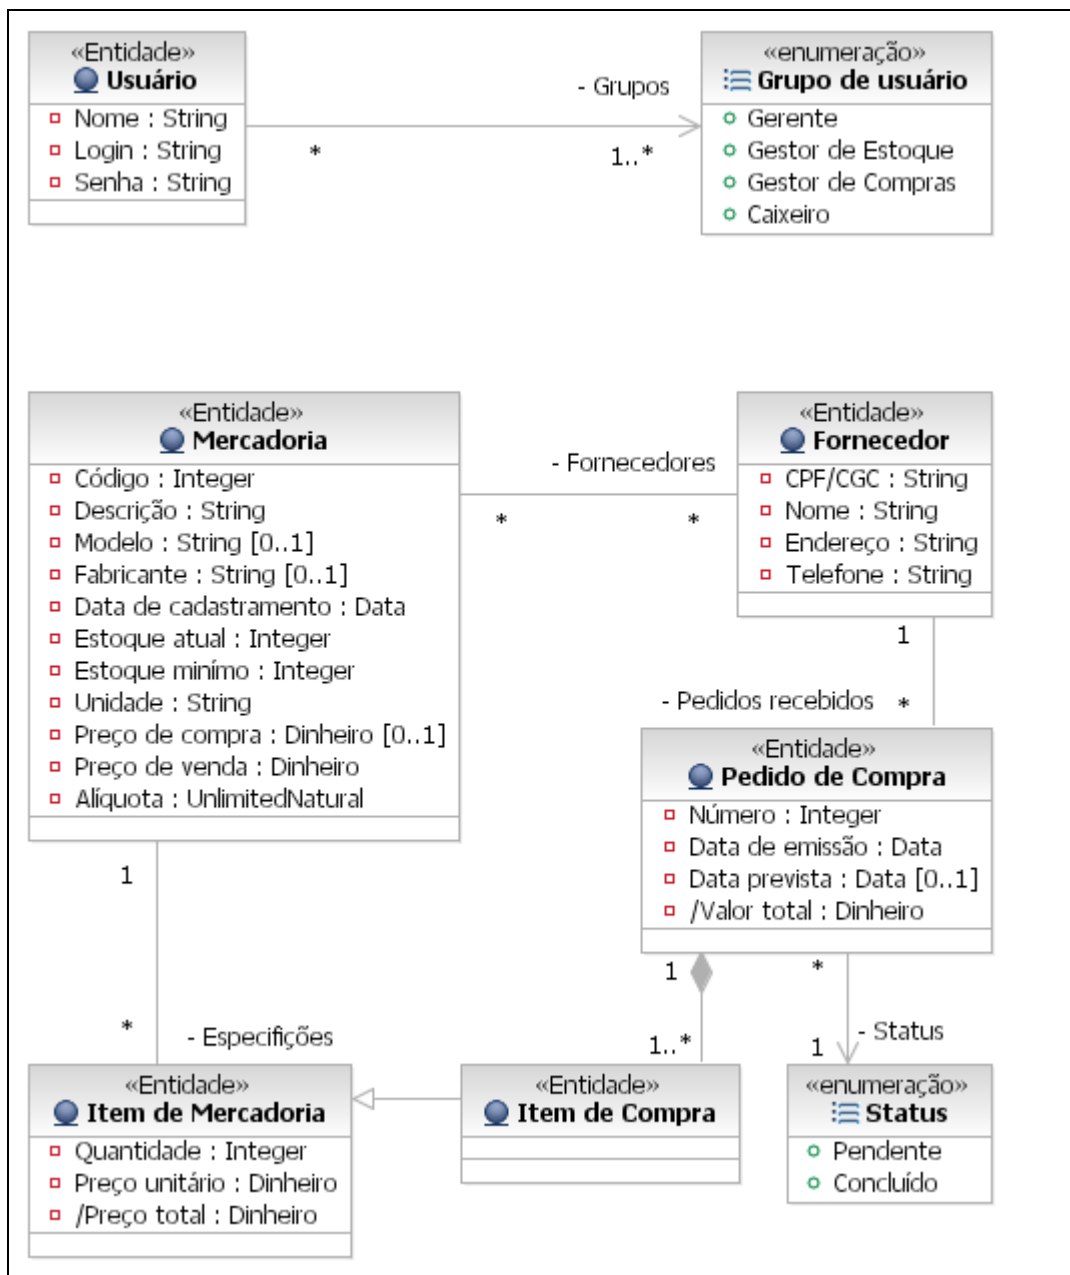 «Entidade»
Usuário
- Nome : String
- Login : String
- Senha : String
*
- Grupos
1..*
«enumeração»
Grupo de usuário
Gerente
Gestor de Estoque
Gestor de Compras
Caixeiro
«Entidade»
Mercadoria
Código : Integer
Descrição : String
Modelo : String [0..1]
Fabricante : String [0..1]
Data de cadastramento : Data
Estoque atual : Integer
Estoque minímo : Integer
Unidade : String
Preço de compra : Dinheiro [0..1]
Preço de venda : Dinheiro
Alíquota : UnlimitedNatural
- Fornecedores
*
*
«Entidade»
Fornecedor
CPF/CGC : String
Nome : String
Endereço : String
Telefone : String
1
- Pedidos recebidos
*
«Entidade»
Pedido de Compra
Número : Integer
Data de emissão : Data
Data prevista : Data [0..1]
/Valor total : Dinheiro
1
*
- Especifições
1
1..*
*
1
- Status
«Entidade»
Item de Mercadoria
Quantidade : Integer
Preço unitário : Dinheiro
/Preço total : Dinheiro
«Entidade»
Item de Compra
«enumeração»
Status
Pendente
Concluído